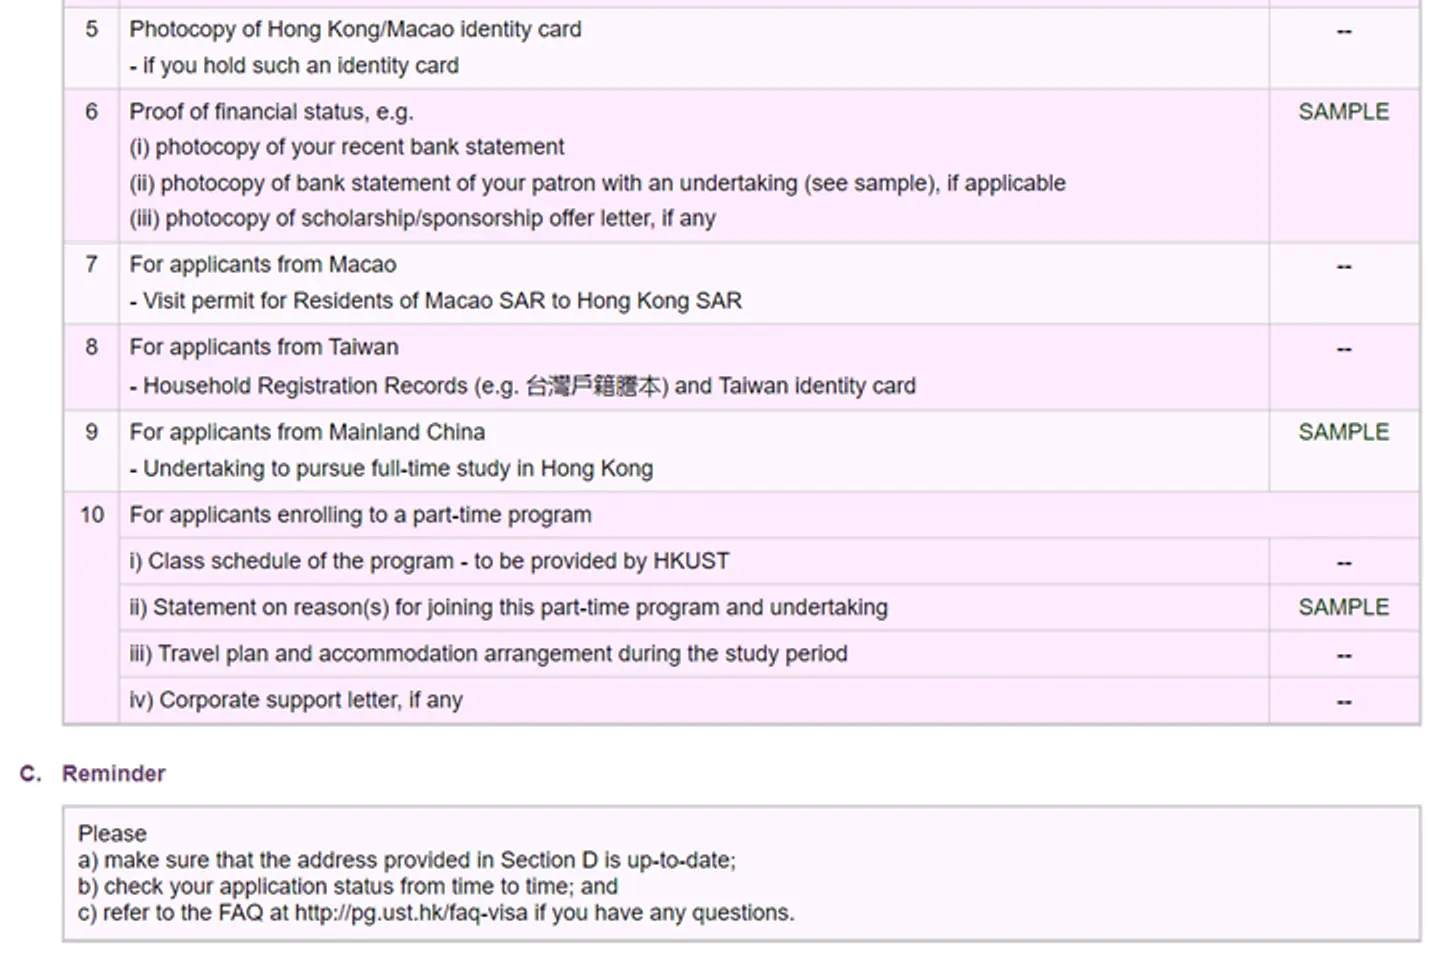 5 Photocopy of Hong Kong/Macao identity card --
- if you hold such an identity card
6 Proof of financial status, e.g. SAMPLE
(i) photocopy of your recent bank statement
(ii) photocopy of bank statement of your patron with an undertaking (see sample), if applicable
(iii) photocopy of scholarship/sponsorship offer letter, if any
7 For applicants from Macao --
- Visit permit for Residents of Macao SAR to Hong Kong SAR
8 For applicants from Taiwan --
- Household Registration Records (e.g. 台灣戶籍謄本) and Taiwan identity card
9 For applicants from Mainland China SAMPLE
- Undertaking to pursue full-time study in Hong Kong
10 For applicants enrolling to a part-time program
i) Class schedule of the program - to be provided by HKUST --
ii) Statement on reason(s) for joining this part-time program and undertaking SAMPLE
iii) Travel plan and accommodation arrangement during the study period --
iv) Corporate support letter, if any --
C. Reminder
Please
a) make sure that the address provided in Section D is up-to-date;
b) check your application status from time to time; and
c) refer to the FAQ at http://pg.ust.hk/faq-visa if you have any questions.